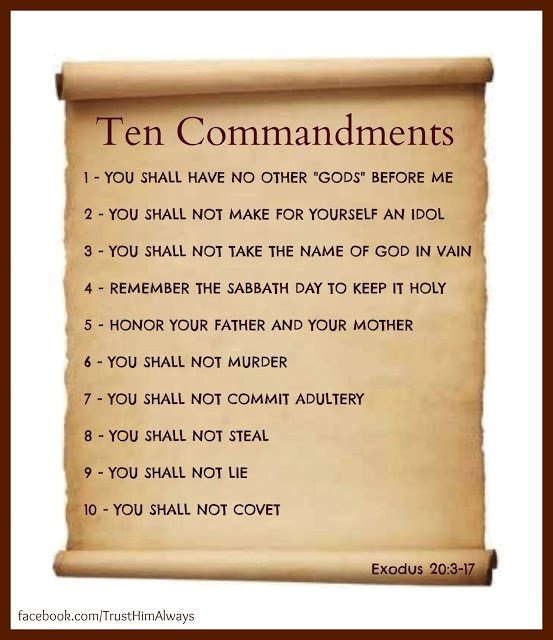 Ten Commandments
1 - YOU SHALL HAVE NO OTHER "GODS" BEFORE ME
2 - YOU SHALL NOT MAKE FOR YOURSELF AN IDOL
3 - YOU SHALL NOT TAKE THE NAME OF GOD IN VAIN
4 - REMEMBER THE SABBATH DAY TO KEEP IT HOLY
5 - HONOR YOUR FATHER AND YOUR MOTHER
6 - YOU SHALL NOT MURDER
7 - YOU SHALL NOT COMMIT ADULTERY
8 - YOU SHALL NOT STEAL
9 - YOU SHALL NOT LIE
10 - YOU SHALL NOT COVET
Exodus 20:3-17
facebook.com/TrustHimAlways